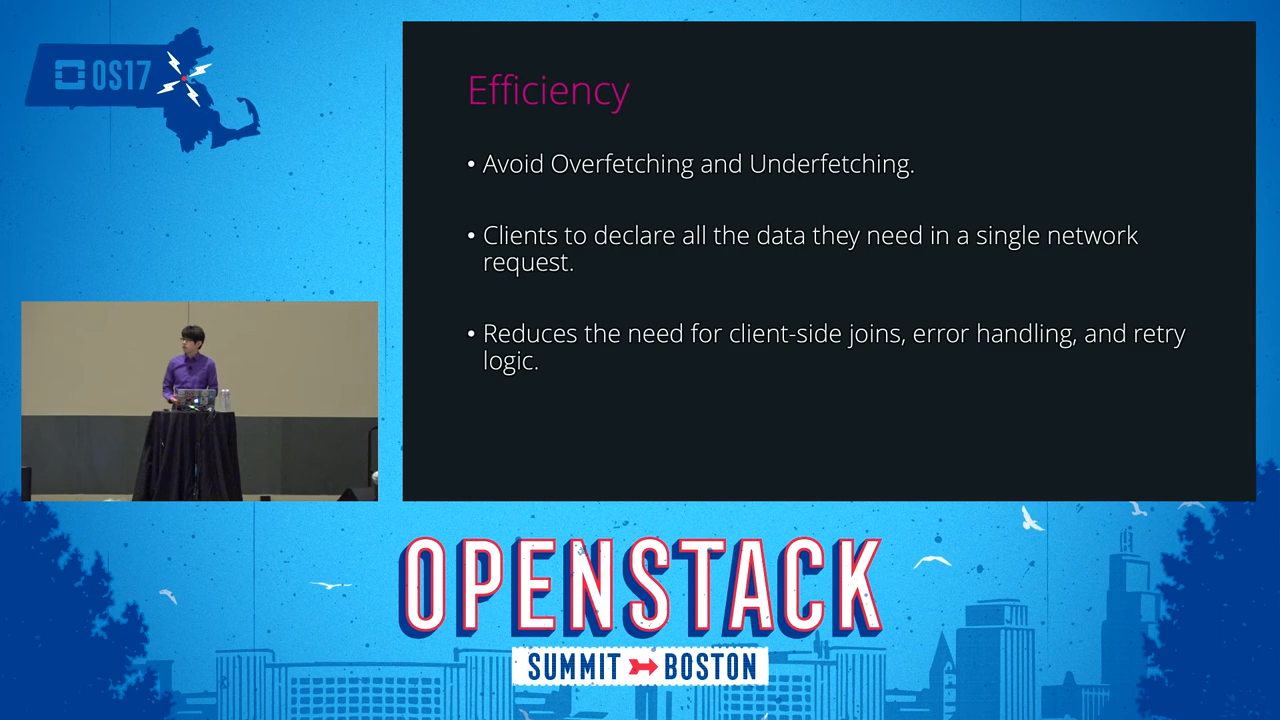 OS17
Efficiency
• Avoid Overfetching and Underfetching.
• Clients to declare all the data they need in a single network
request.
• Reduces the need for client-side joins, error handling, and retry
logic.
OPENSTACK
SUMMIT BOSTON